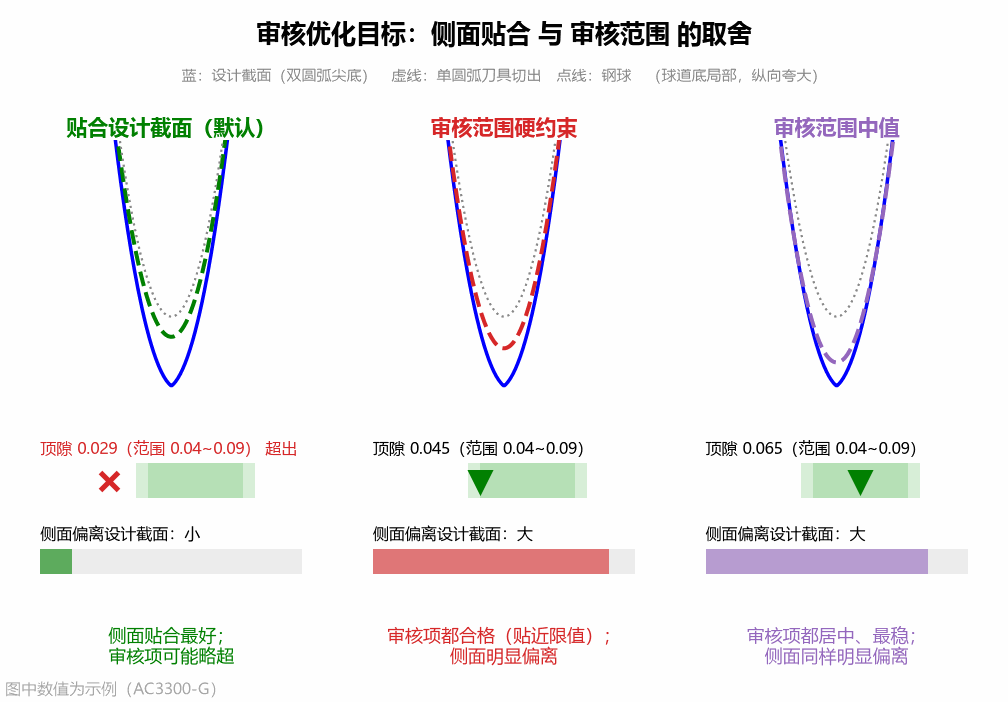 审核优化目标：侧面贴合 与 审核范围 的取舍
蓝：设计截面（双圆弧尖底） 虚线：单圆弧刀具切出 点线：钢球 （球道底局部，纵向夸大）
贴合设计截面（默认）
审核范围硬约束
审核范围中值
顶隙 0.029（范围 0.04~0.09） 超出
顶隙 0.045（范围 0.04~0.09）
顶隙 0.065（范围 0.04~0.09）
侧面偏离设计截面：小
侧面偏离设计截面：大
侧面偏离设计截面：大
侧面贴合最好；
审核项可能略超
审核项都合格（贴近限值）；
侧面明显偏离
审核项都居中、最稳；
侧面同样明显偏离
图中数值为示例（AC3300-G）